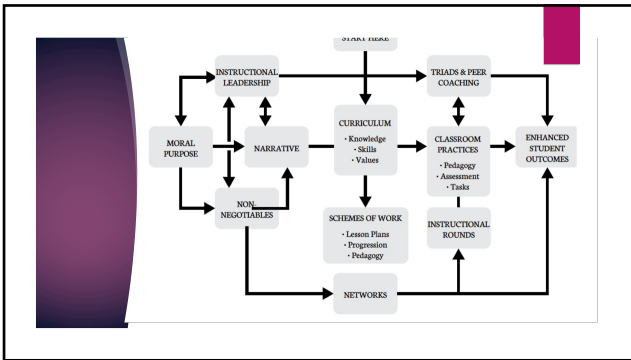 START HERE
INSTRUCTIONAL
LEADERSHIP
TRIADS & PEER
COACHING
MORAL
PURPOSE
NARRATIVE
CURRICULUM
• Knowledge
• Skills
• Values
CLASSROOM
PRACTICES
• Pedagogy
• Assessment
• Tasks
ENHANCED
STUDENT
OUTCOMES
NON-
NEGOTIABLES
SCHEMES OF WORK
• Lesson Plans
• Progression
• Pedagogy
INSTRUCTIONAL
ROUNDS
NETWORKS